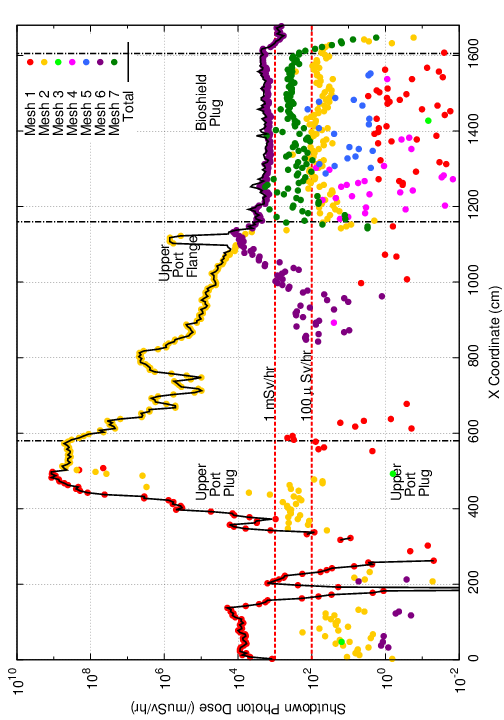 Shutdown Photon Dose (/muSv/hr)
10^10
10^8
10^6
10^4
10^2
10^0
10^-2
0
200
400
600
800
1000
1200
1400
1600
X Coordinate (cm)
Mesh 1
Mesh 2
Mesh 3
Mesh 4
Mesh 5
Mesh 6
Mesh 7
Total
Upper
Port
Plug
Upper
Port
Flange
Bioshield
Plug
1 mSv/hr
100 μ Sv/hr
Upper
Port
Plug